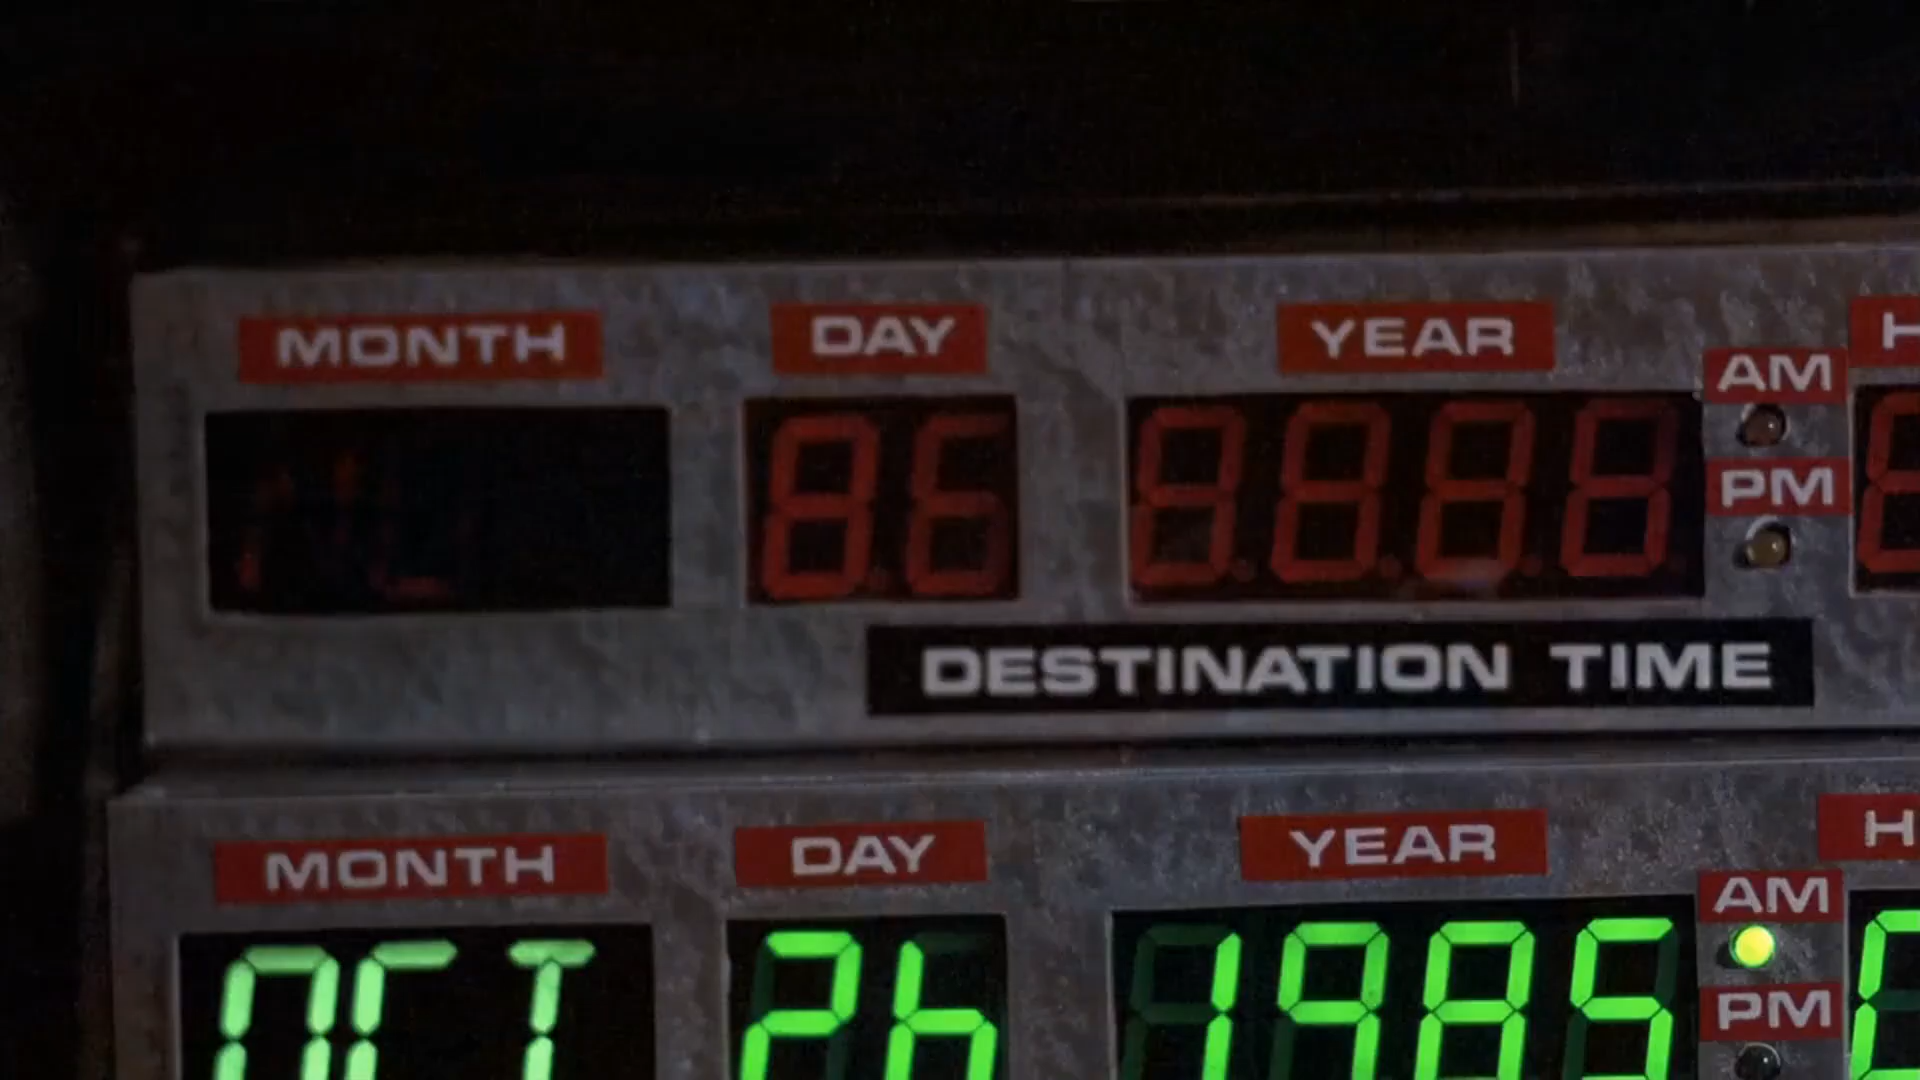 MONTH DAY YEAR
AM
PM
DESTINATION TIME
MONTH DAY YEAR
OCT 26 1985 AM
PM